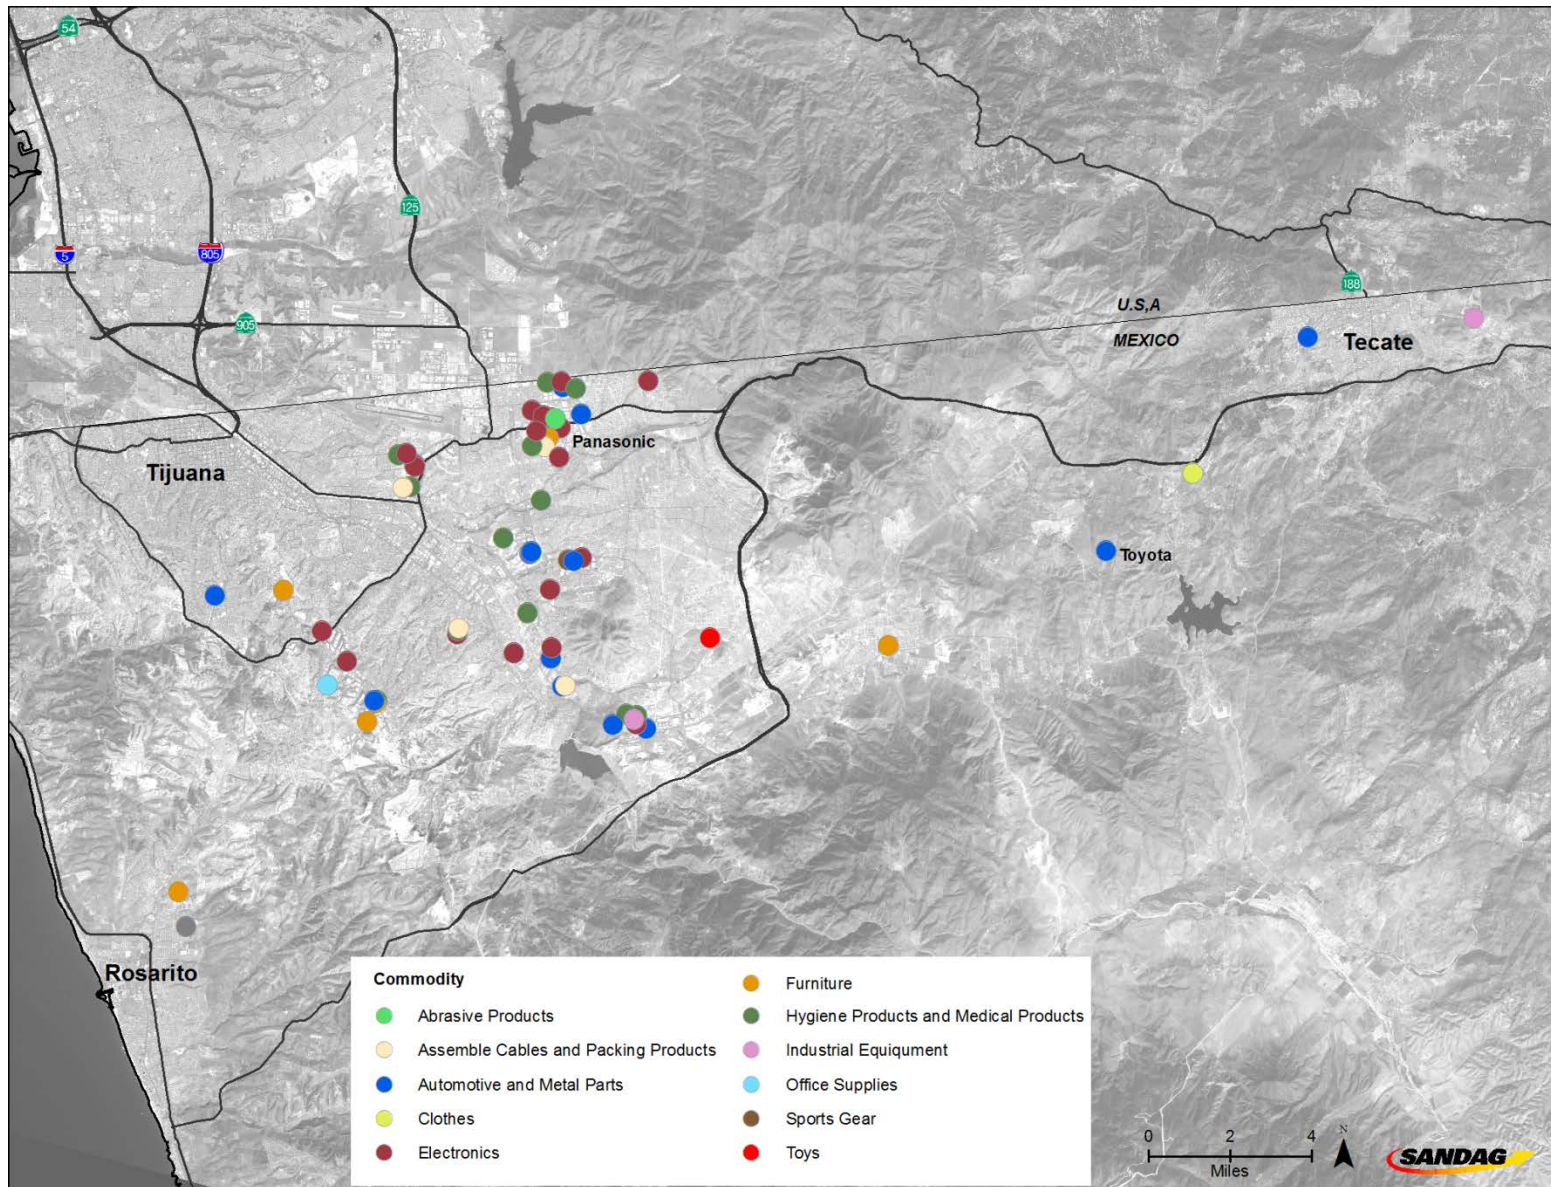 54
125
5
805
905
188
U.S,A
MEXICO
Tecate
Panasonic
Tijuana
Toyota
Rosarito
Commodity
Abrasive Products
Assemble Cables and Packing Products
Automotive and Metal Parts
Clothes
Electronics
Furniture
Hygiene Products and Medical Products
Industrial Equiqument
Office Supplies
Sports Gear
Toys
0 2 4
Miles
N
SANDAG